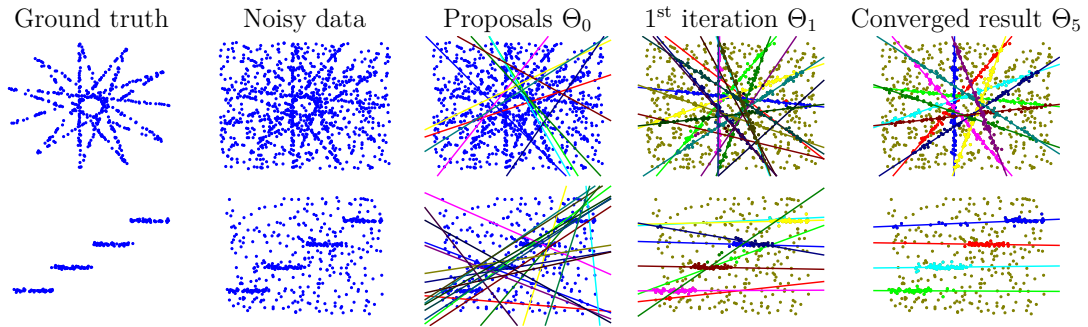 Ground truth
Noisy data
Proposals Θ₀
1ˢᵗ iteration Θ₁
Converged result Θ₅